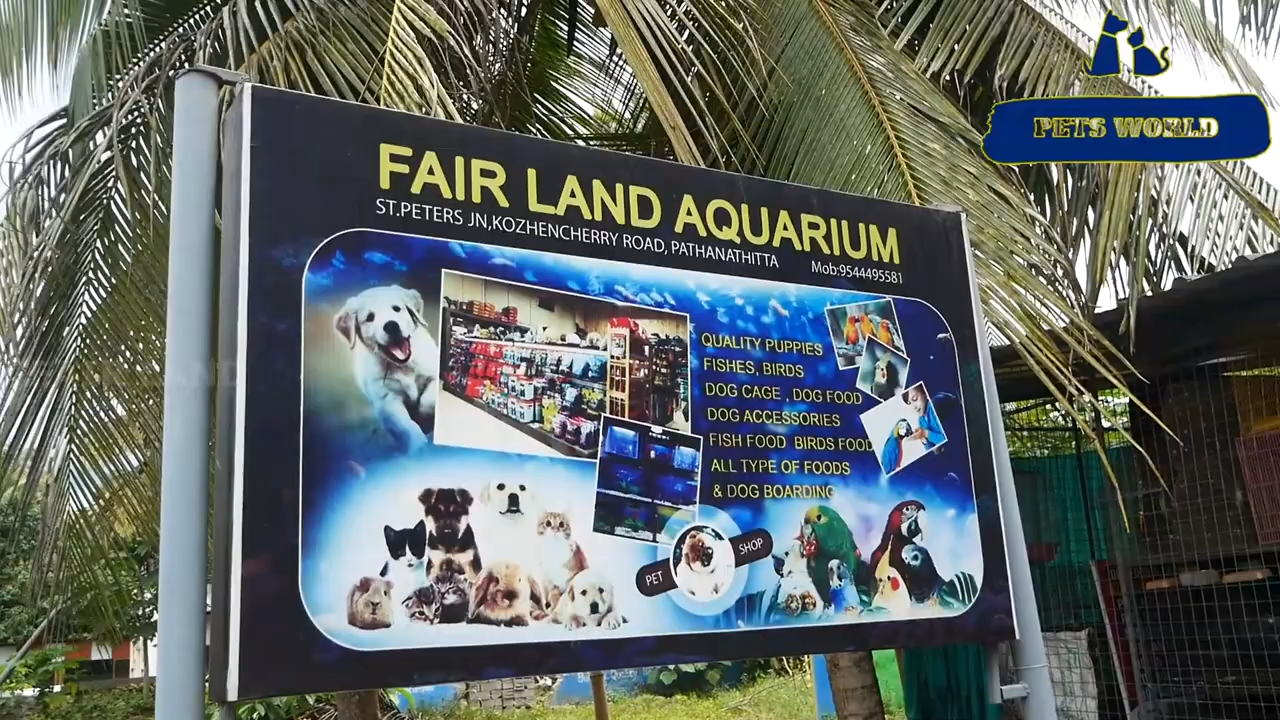 PETS WORLD
FAIR LAND AQUARIUM
ST.PETERS JN,KOZHENCHERRY ROAD, PATHANATHITTA
Mob:9544495581
QUALITY PUPPIES
FISHES, BIRDS
DOG CAGE , DOG FOOD
DOG ACCESSORIES
FISH FOOD BIRDS FOOD
ALL TYPE OF FOODS
& DOG BOARDING
PET SHOP